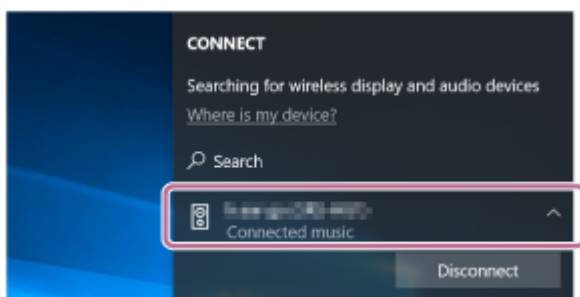 CONNECT
Searching for wireless display and audio devices
Where is my device?
Search
Connected music
Disconnect